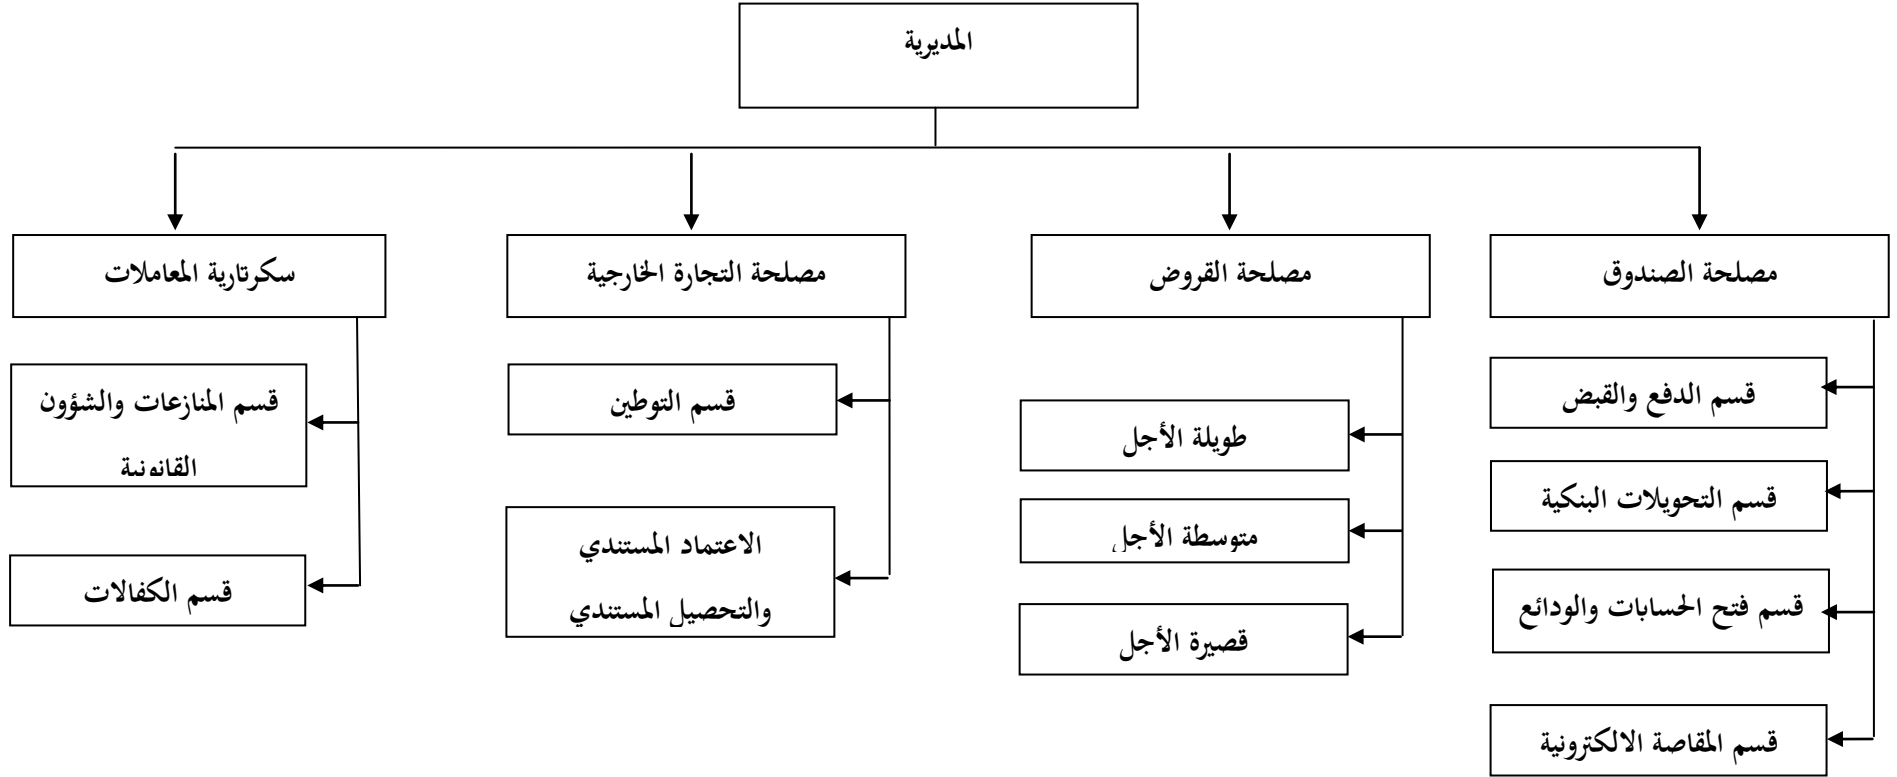 المديرية
مصلحة الصندوق
مصلحة القروض
مصلحة التجارة الخارجية
سكرتارية المعاملات
قسم الدفع والقبض
قسم التحويلات البنكية
قسم فتح الحسابات والودائع
قسم المقاصة الالكترونية
طويلة الأجل
متوسطة الأجل
قصيرة الأجل
قسم التوطين
الاعتماد المستندي
والتحصيل المستندي
قسم المنازعات والشؤون
القانونية
قسم الكفالات